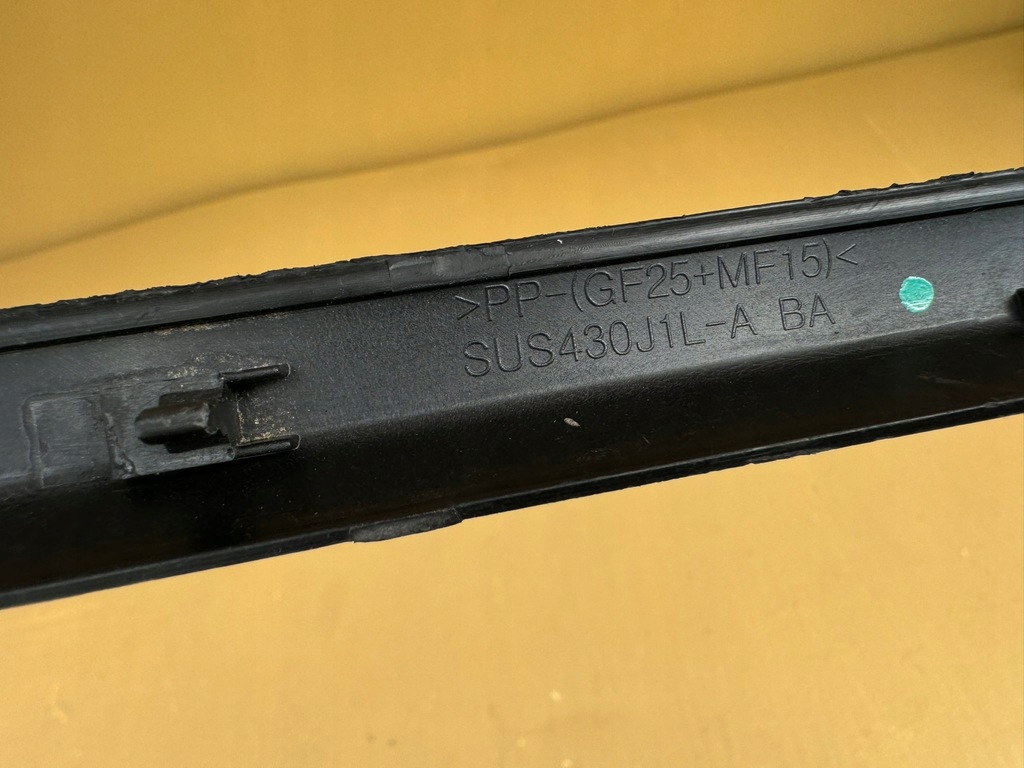 >PP-(GF25+MF15)<
SUS430J1L-A BA